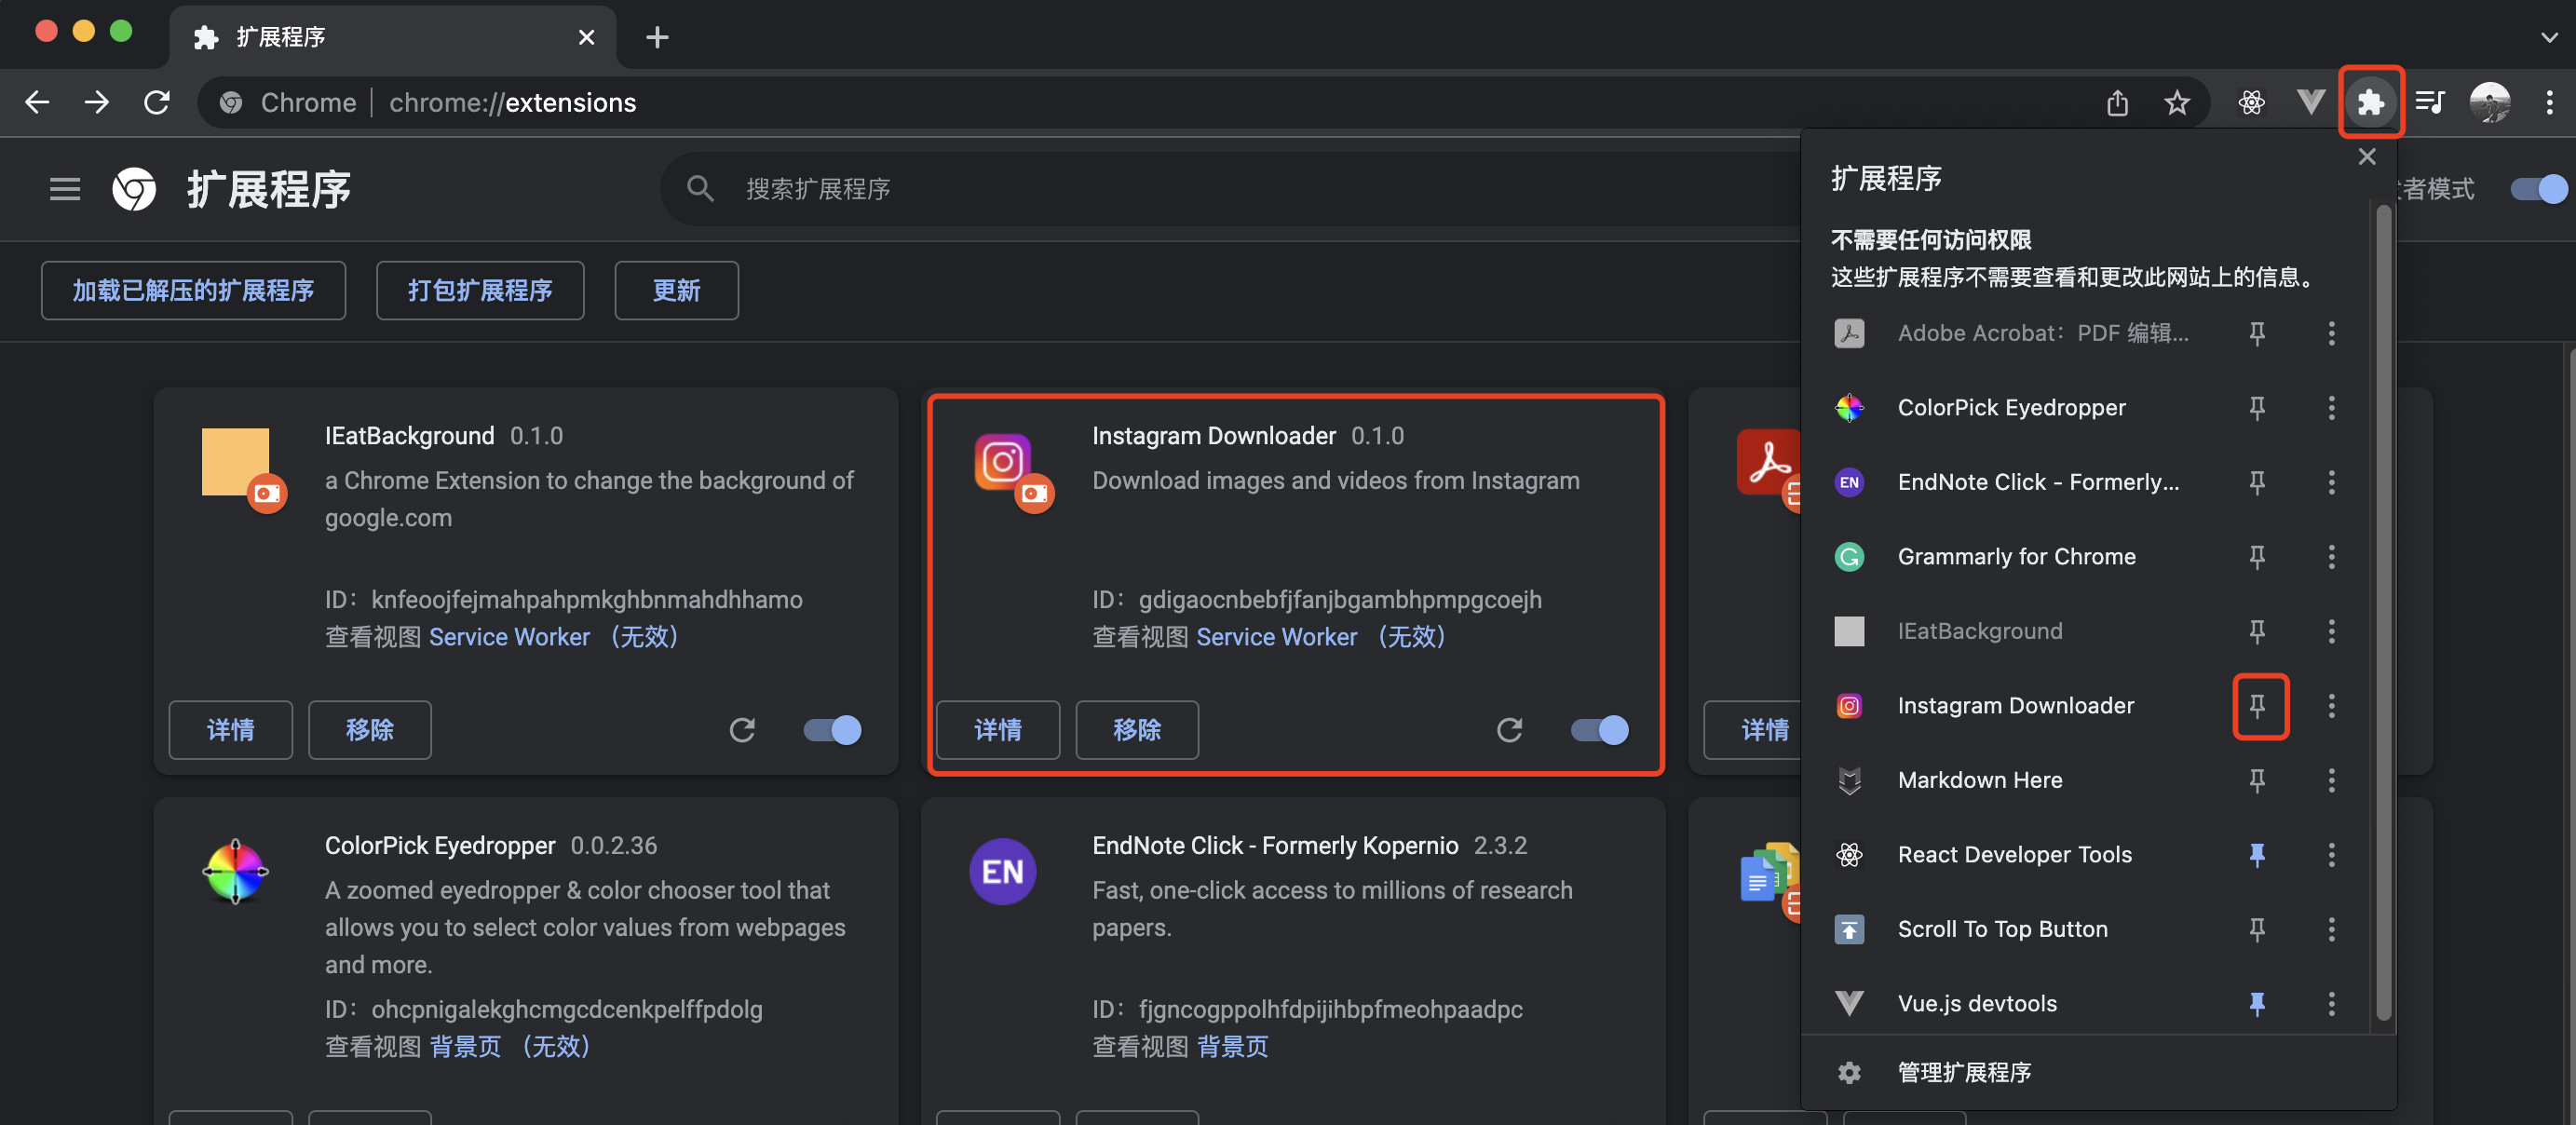 扩展程序
Chrome
chrome://extensions
扩展程序
搜索扩展程序
者模式
加载已解压的扩展程序
打包扩展程序
更新
IEatBackground 0.1.0
a Chrome Extension to change the background of
google.com
ID：knfeoojfejmahpahpmkghbnmahdhhamo
查看视图 Service Worker （无效）
详情
移除
Instagram Downloader 0.1.0
Download images and videos from Instagram
ID：gdigaocnbebfjfanjbgambhpmpgcoejh
查看视图 Service Worker （无效）
详情
移除
详情
ColorPick Eyedropper 0.0.2.36
A zoomed eyedropper & color chooser tool that
allows you to select color values from webpages
and more.
ID：ohcpnigalekghcmgcdcenkpelffpdolg
查看视图 背景页 （无效）
EN
EndNote Click - Formerly Kopernio 2.3.2
Fast, one-click access to millions of research
papers.
ID：fjgncogppolhfdpijihbpfmeohpaadpc
查看视图 背景页
扩展程序
不需要任何访问权限
这些扩展程序不需要查看和更改此网站上的信息。
Adobe Acrobat：PDF 编辑...
ColorPick Eyedropper
EN
EndNote Click - Formerly...
Grammarly for Chrome
IEatBackground
Instagram Downloader
Markdown Here
React Developer Tools
Scroll To Top Button
Vue.js devtools
管理扩展程序